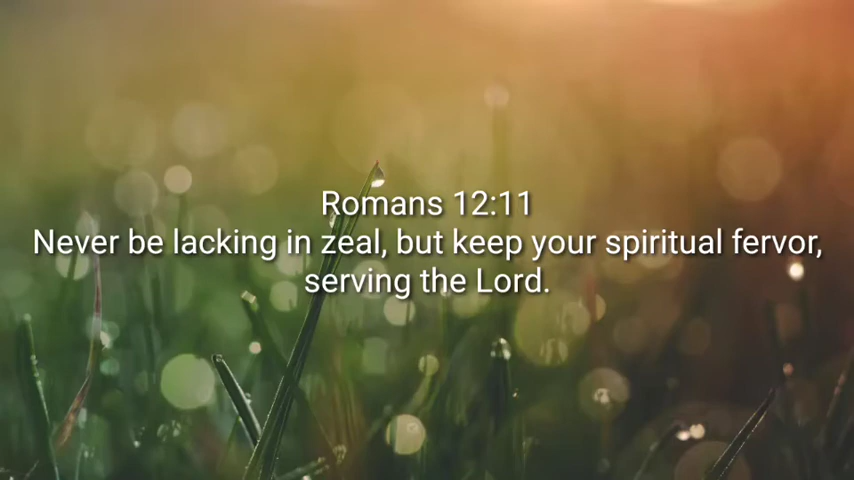 Romans 12:11
Never be lacking in zeal, but keep your spiritual fervor,
serving the Lord.